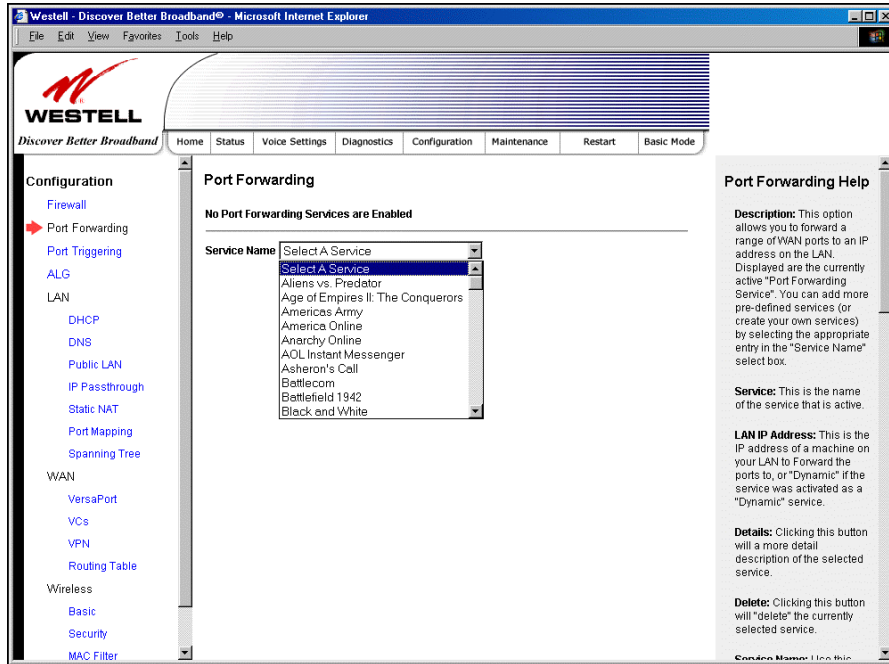 Westell - Discover Better Broadband© - Microsoft Internet Explorer
File Edit View Favorites Tools Help
WESTELL
Discover Better Broadband
Home Status Voice Settings Diagnostics Configuration Maintenance Restart Basic Mode
Configuration
Firewall
Port Forwarding
Port Triggering
ALG
LAN
DHCP
DNS
Public LAN
IP Passthrough
Static NAT
Port Mapping
Spanning Tree
WAN
VersaPort
VCs
VPN
Routing Table
Wireless
Basic
Security
MAC Filter
Port Forwarding
No Port Forwarding Services are Enabled
Service Name Select A Service
Select A Service
Aliens vs. Predator
Age of Empires II: The Conquerors
Americas Army
America Online
Anarchy Online
AOL Instant Messenger
Asheron's Call
Battlecom
Battlefield 1942
Black and White
Port Forwarding Help
Description: This option
allows you to forward a
range of WAN ports to an IP
address on the LAN.
Displayed are the currently
active "Port Forwarding
Service". You can add more
pre-defined services (or
create your own services)
by selecting the appropriate
entry in the "Service Name"
select box.
Service: This is the name
of the service that is active.
LAN IP Address: This is the
IP address of a machine on
your LAN to Forward the
ports to, or "Dynamic" if the
service was activated as a
"Dynamic" service.
Details: Clicking this button
will a more detail
description of the selected
service.
Delete: Clicking this button
will "delete" the currently
selected service.
Service Name: Use this